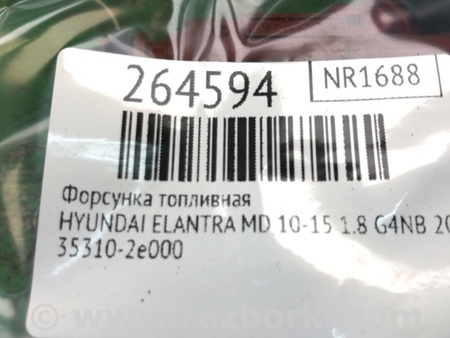 264594
NR1688
Форсунка топливная
HYUNDAI ELANTRA MD 10-15 1.8 G4NB 20
35310-2e000